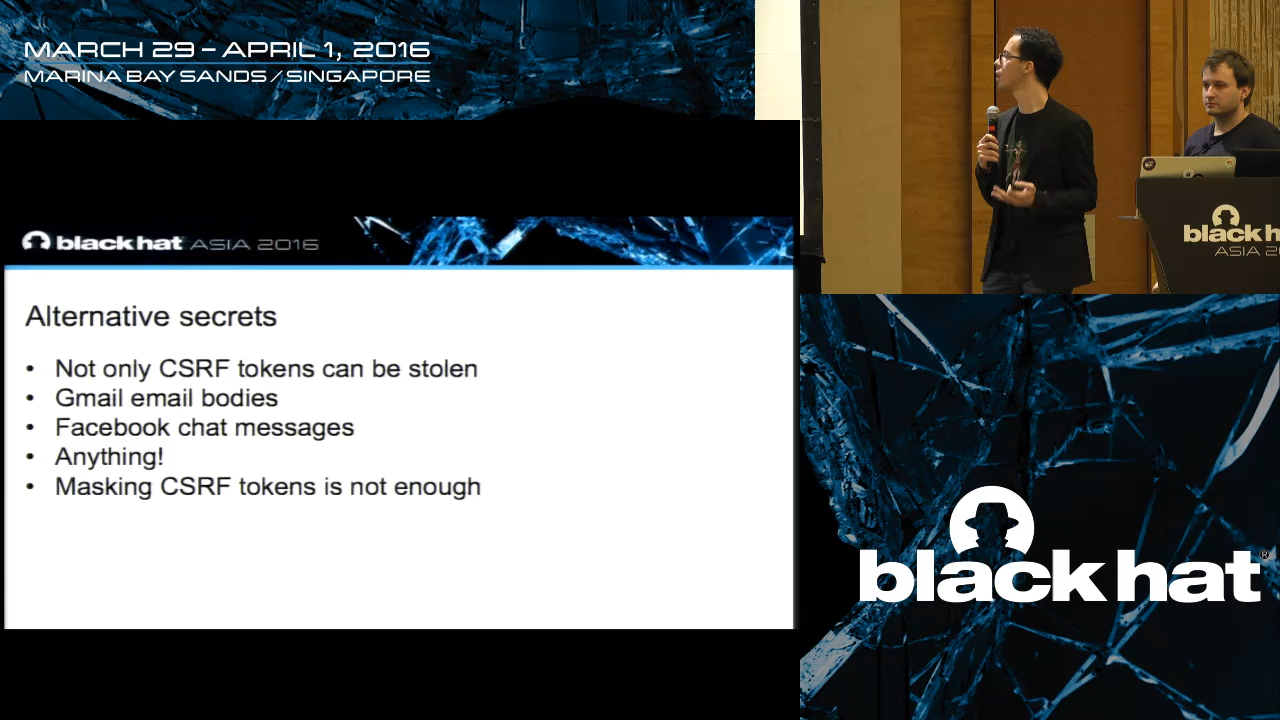 MARCH 29 – APRIL 1, 2016
MARINA BAY SANDS / SINGAPORE
black hat ASIA 2016
Alternative secrets
• Not only CSRF tokens can be stolen
• Gmail email bodies
• Facebook chat messages
• Anything!
• Masking CSRF tokens is not enough
black h
ASIA 20
black hat®